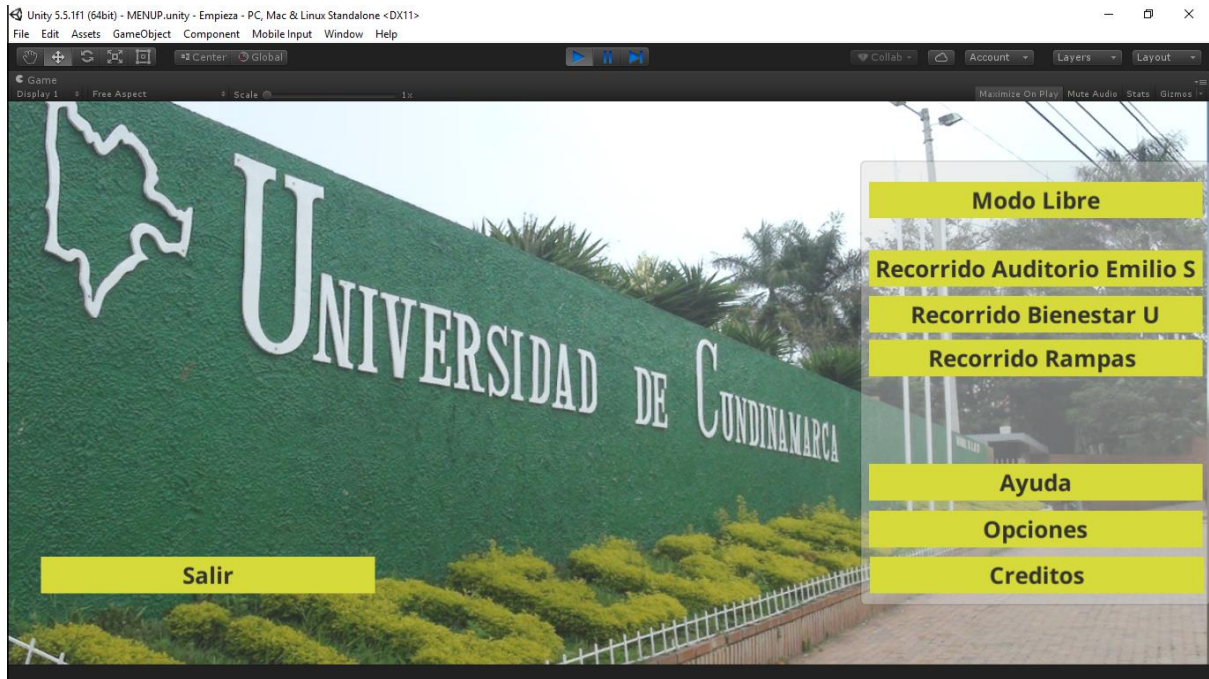 Unity 5.5.1f1 (64bit) - MENUP.unity - Empieza - PC, Mac & Linux Standalone <DX11>
File Edit Assets GameObject Component Mobile Input Window Help
Center Global Collab Account Layers Layout
Game
Display 1 Free Aspect Scale 1x Maximize On Play Mute Audio Stats Gizmos
UNIVERSIDAD DE CUNDINAMARCA
Modo Libre
Recorrido Auditorio Emilio S
Recorrido Bienestar U
Recorrido Rampas
Ayuda
Opciones
Creditos
Salir